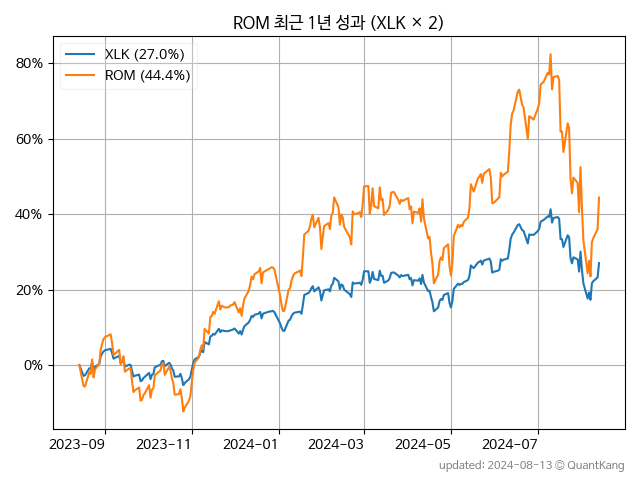 ROM 최근 1년 성과 (XLK × 2)
XLK (27.0%)
ROM (44.4%)
80%
60%
40%
20%
0%
2023-09 2023-11 2024-01 2024-03 2024-05 2024-07
updated: 2024-08-13 © QuantKang